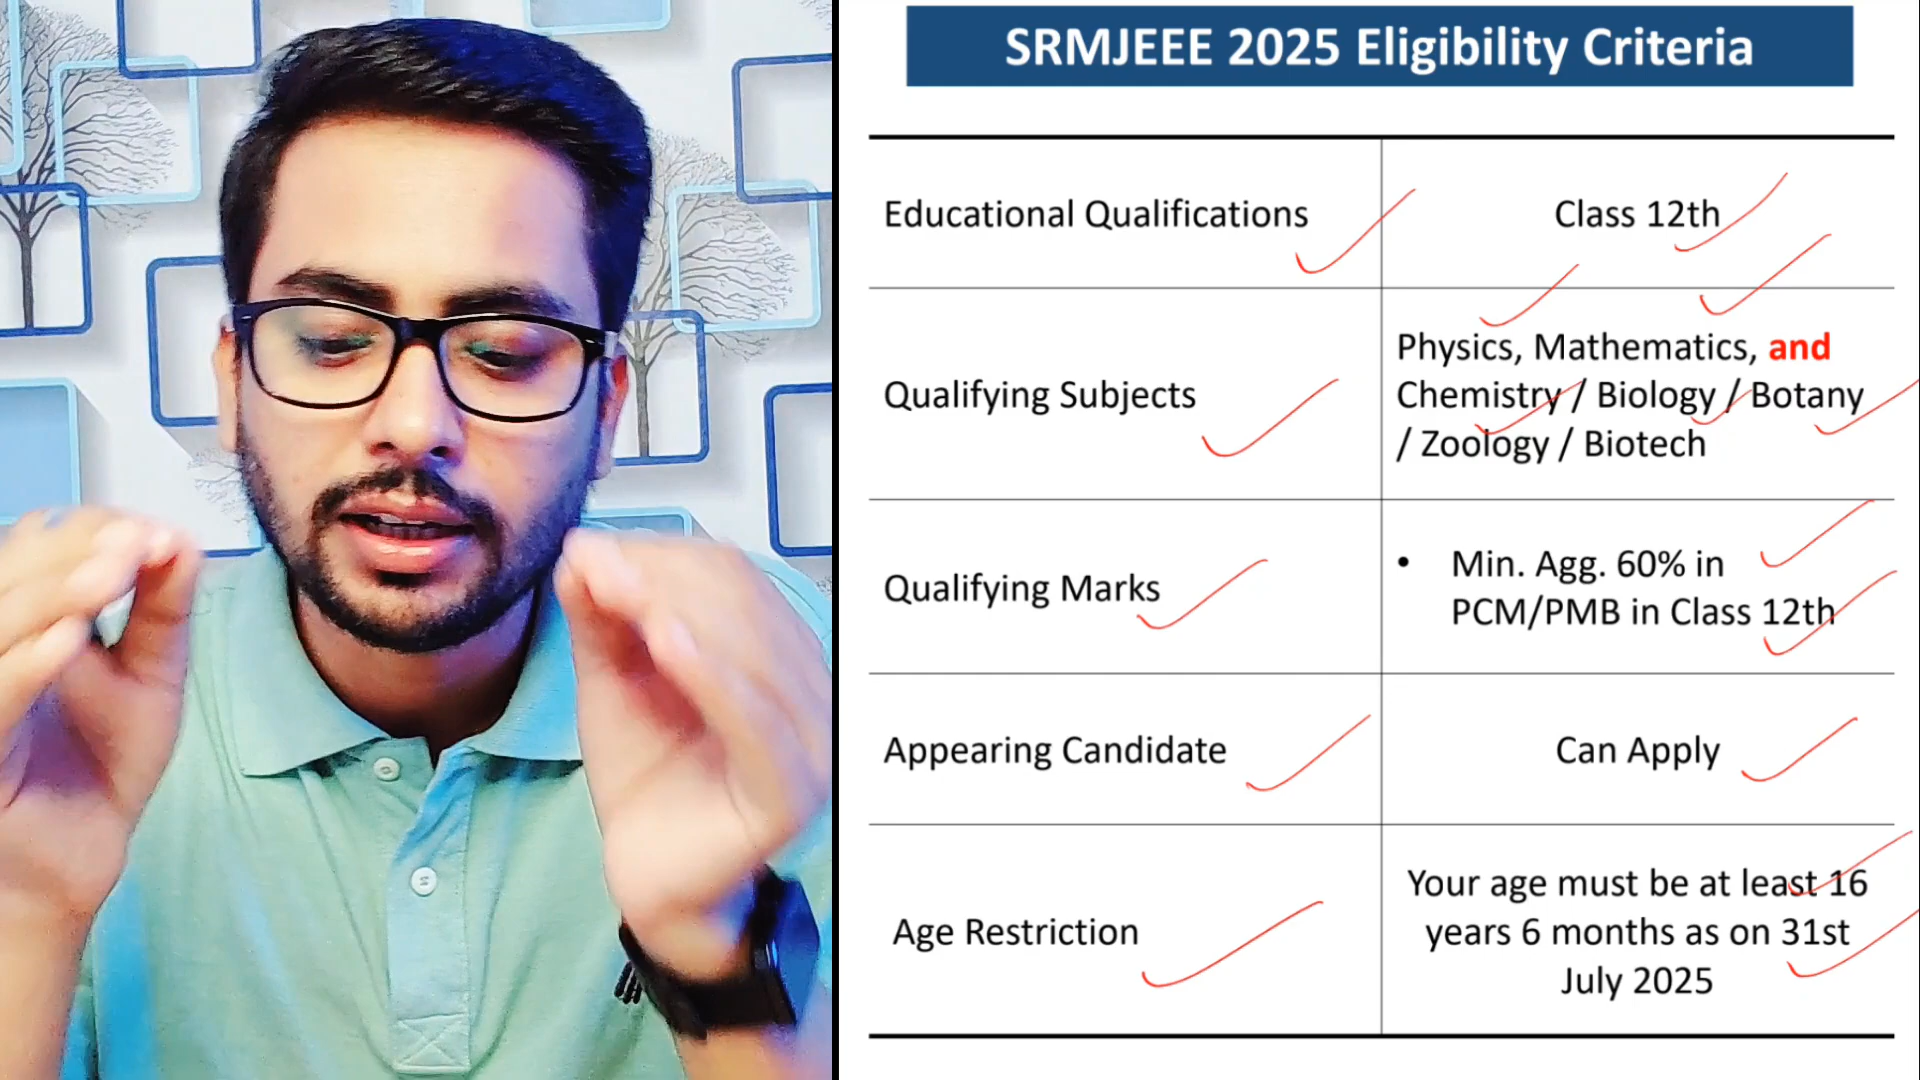 SRMJEEE 2025 Eligibility Criteria
Educational Qualifications
Class 12th
Qualifying Subjects
Physics, Mathematics, and
Chemistry / Biology / Botany
/ Zoology / Biotech
Qualifying Marks
• Min. Agg. 60% in
PCM/PMB in Class 12th
Appearing Candidate
Can Apply
Age Restriction
Your age must be at least 16
years 6 months as on 31st
July 2025